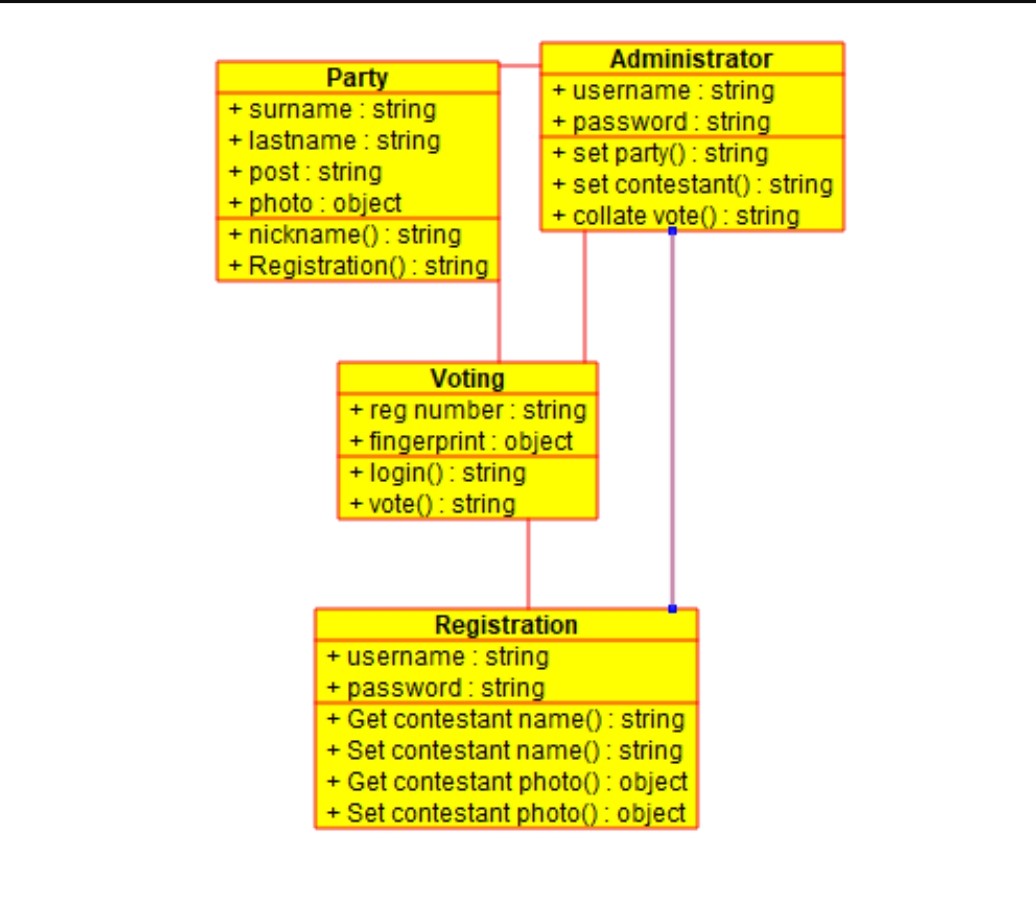 Party
+ surname : string
+ lastname : string
+ post : string
+ photo : object
+ nickname() : string
+ Registration() : string
Administrator
+ username : string
+ password : string
+ set party() : string
+ set contestant() : string
+ collate vote() : string
Voting
+ reg number : string
+ fingerprint : object
+ login() : string
+ vote() : string
Registration
+ username : string
+ password : string
+ Get contestant name() : string
+ Set contestant name() : string
+ Get contestant photo() : object
+ Set contestant photo() : object